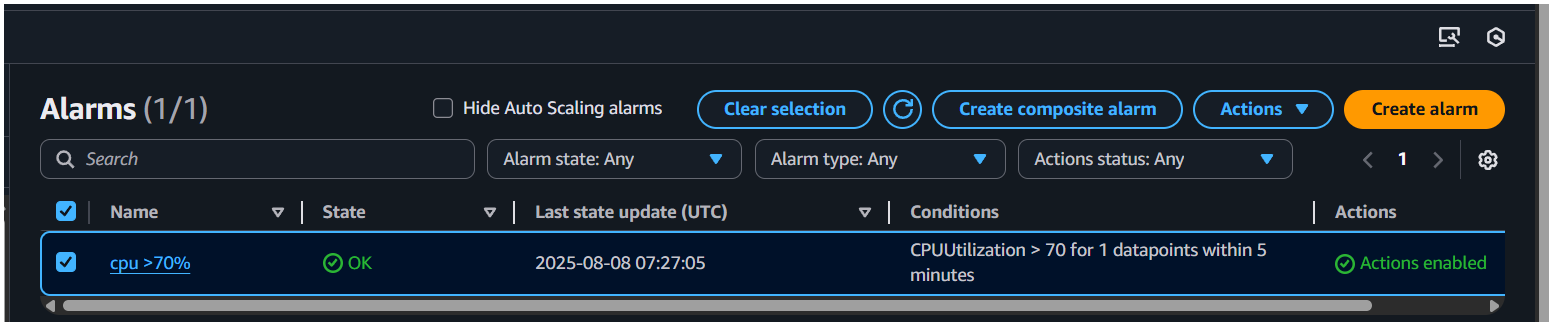 Alarms (1/1)
Hide Auto Scaling alarms
Clear selection
Create composite alarm
Actions
Create alarm
Search
Alarm state: Any
Alarm type: Any
Actions status: Any
1
Name
State
Last state update (UTC)
Conditions
Actions
cpu >70%
OK
2025-08-08 07:27:05
CPUUtilization > 70 for 1 datapoints within 5
minutes
Actions enabled